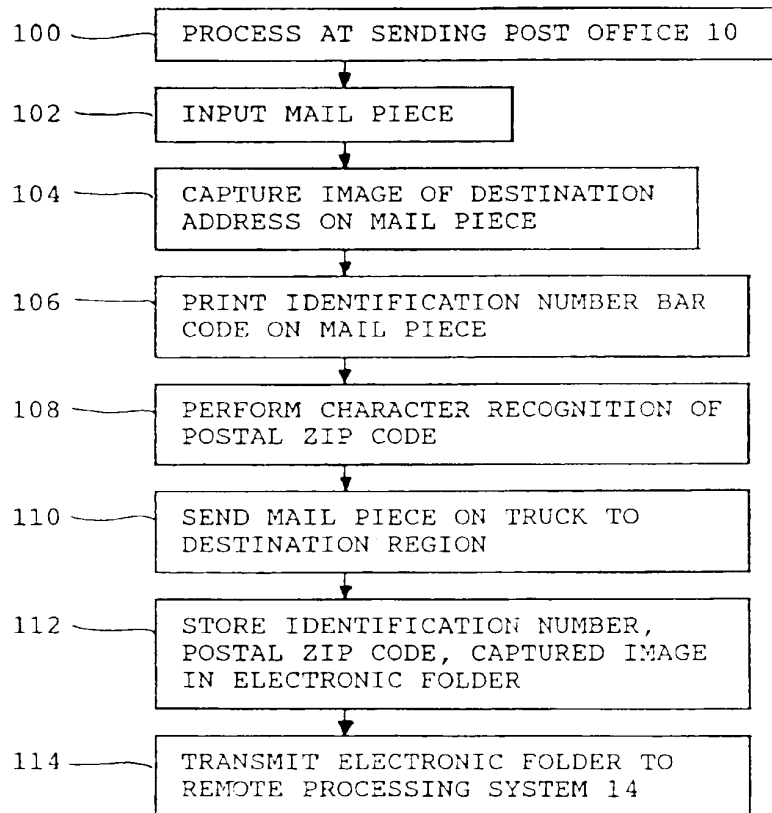 100 PROCESS AT SENDING POST OFFICE 10
102 INPUT MAIL PIECE
104 CAPTURE IMAGE OF DESTINATION
ADDRESS ON MAIL PIECE
106 PRINT IDENTIFICATION NUMBER BAR
CODE ON MAIL PIECE
108 PERFORM CHARACTER RECOGNITION OF
POSTAL ZIP CODE
110 SEND MAIL PIECE ON TRUCK TO
DESTINATION REGION
112 STORE IDENTIFICATION NUMBER,
POSTAL ZIP CODE, CAPTURED IMAGE
IN ELECTRONIC FOLDER
114 TRANSMIT ELECTRONIC FOLDER TO
REMOTE PROCESSING SYSTEM 14